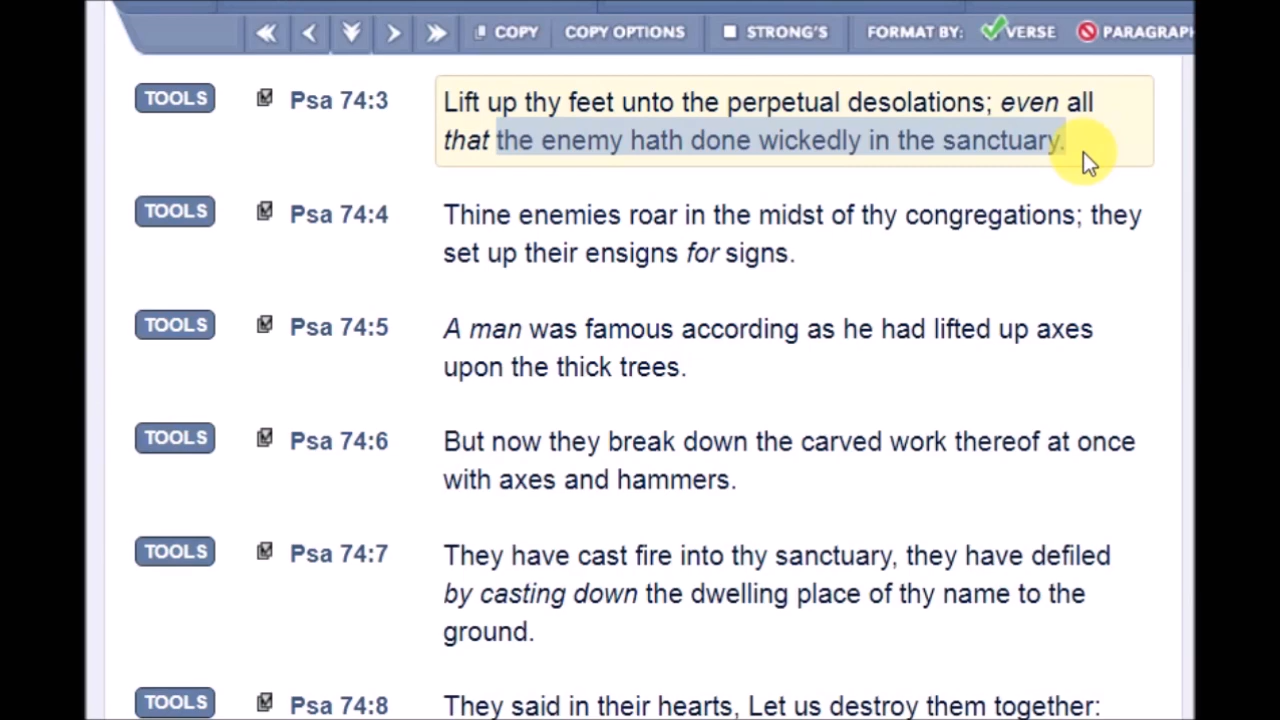 COPY COPY OPTIONS STRONG'S FORMAT BY: VERSE PARAGRAPH
TOOLS Psa 74:3 Lift up thy feet unto the perpetual desolations; even all
that the enemy hath done wickedly in the sanctuary.
TOOLS Psa 74:4 Thine enemies roar in the midst of thy congregations; they
set up their ensigns for signs.
TOOLS Psa 74:5 A man was famous according as he had lifted up axes
upon the thick trees.
TOOLS Psa 74:6 But now they break down the carved work thereof at once
with axes and hammers.
TOOLS Psa 74:7 They have cast fire into thy sanctuary, they have defiled
by casting down the dwelling place of thy name to the
ground.
TOOLS Psa 74:8 They said in their hearts, Let us destroy them together: